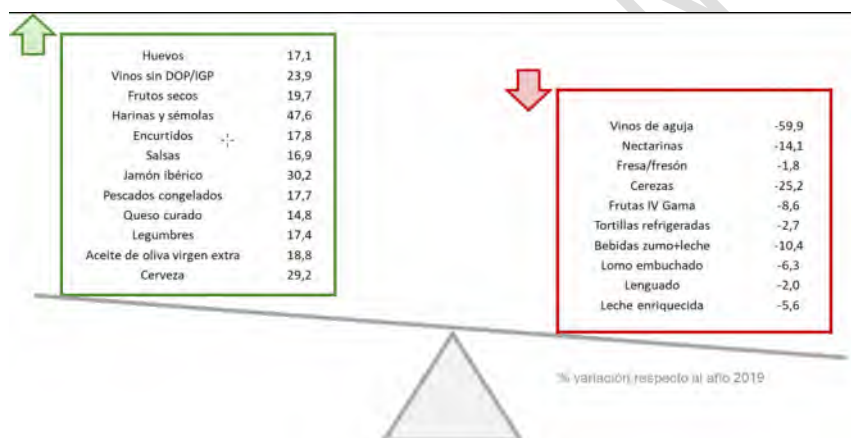 Huevos 17,1
Vinos sin DOP/IGP 23,9
Frutos secos 19,7
Harinas y sémolas 47,6
Encurtidos 17,8
Salsas 16,9
Jamón ibérico 30,2
Pescados congelados 17,7
Queso curado 14,8
Legumbres 17,4
Aceite de oliva virgen extra 18,8
Cerveza 29,2
Vinos de aguja -59,9
Nectarinas -14,1
Fresa/fresón -1,8
Cerezas -25,2
Frutas IV Gama -8,6
Tortillas refrigeradas -2,7
Bebidas zumo+leche -10,4
Lomo embuchado -6,3
Lenguado -2,0
Leche enriquecida -5,6
% variación respecto al año 2019